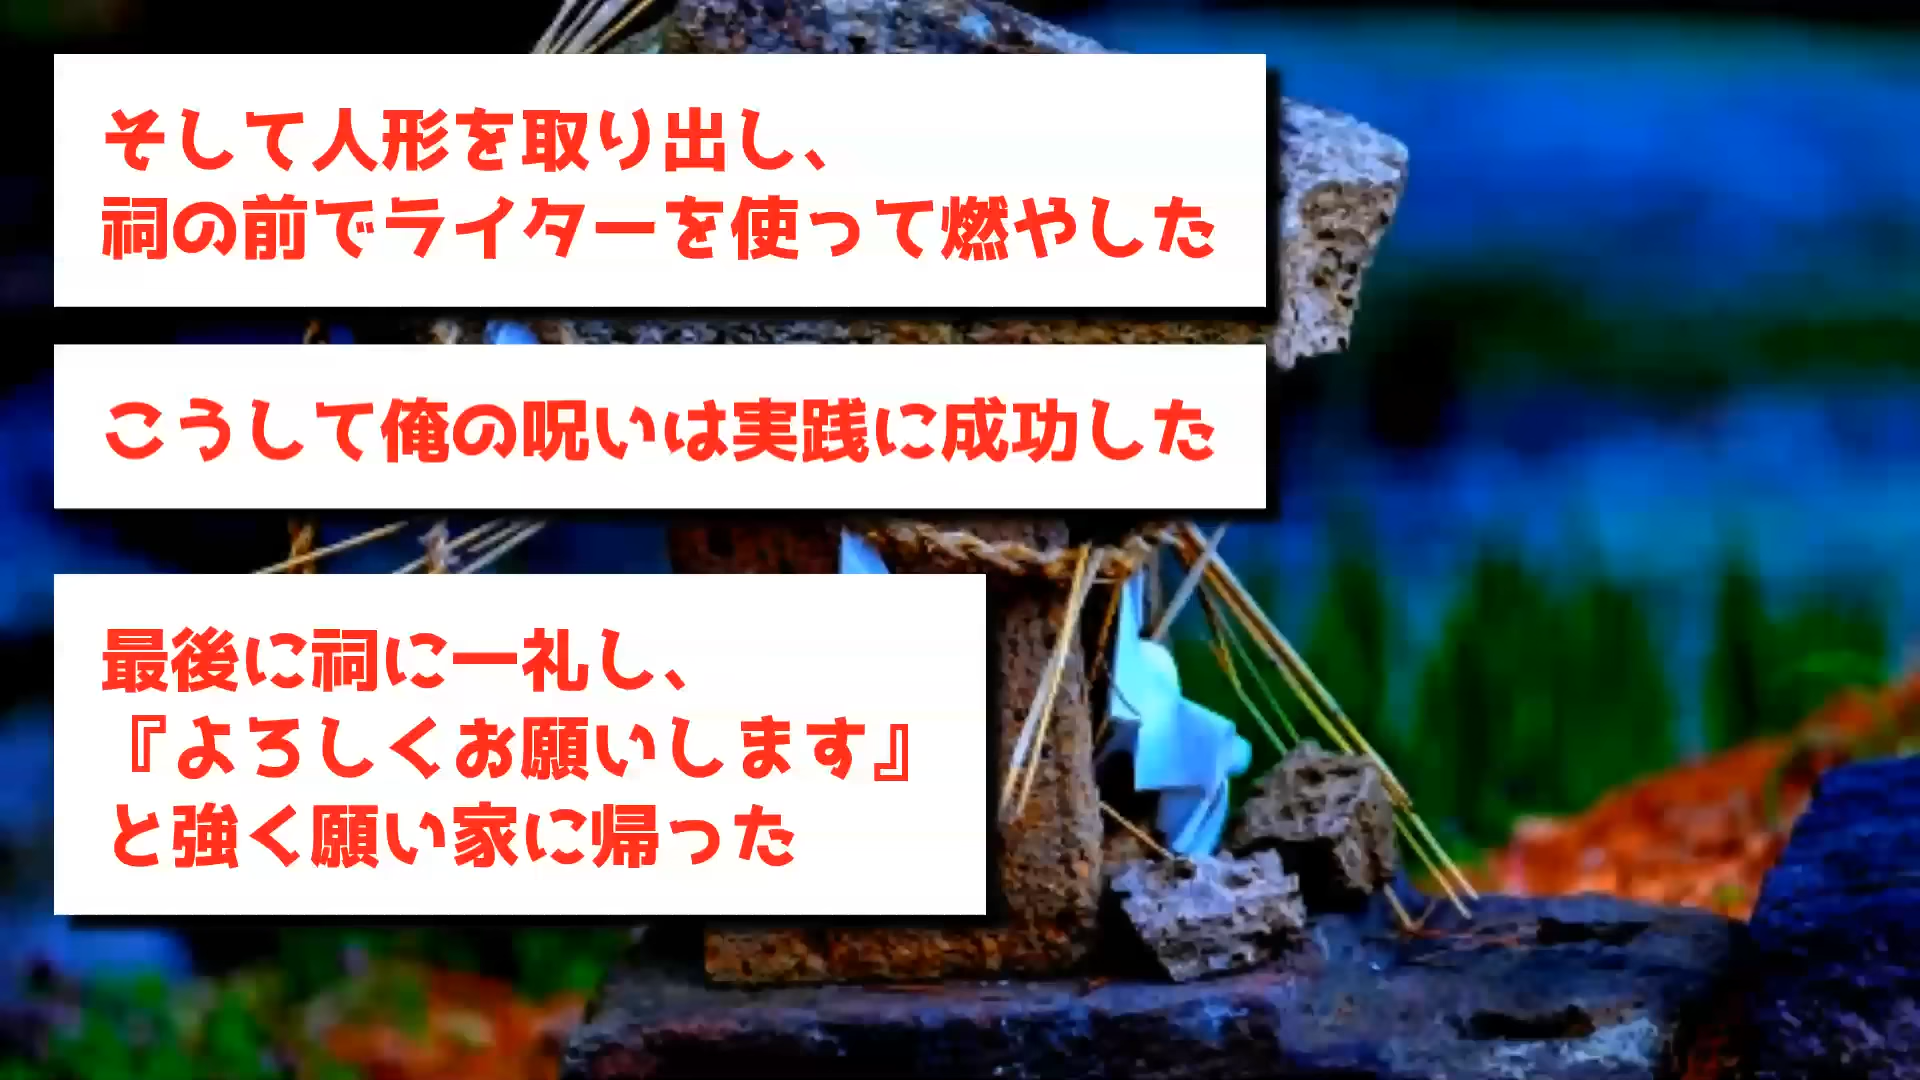 そして人形を取り出し、
祠の前でライターを使って燃やした
こうして俺の呪いは実践に成功した
最後に祠に一礼し、
『よろしくお願いします』
と強く願い家に帰った